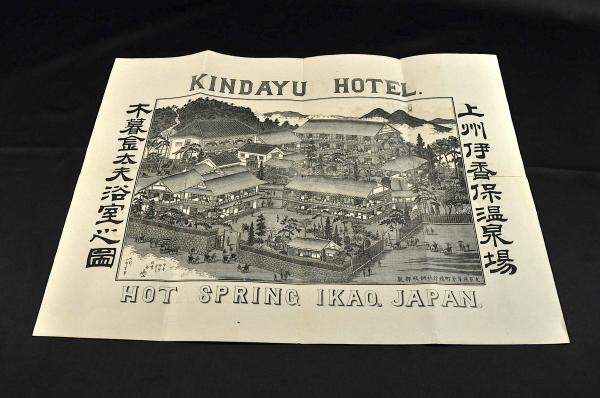 KINDAYU HOTEL.
上州伊香保温泉場
木暮金太夫浴室之圖
HOT SPRING IKAO, JAPAN.